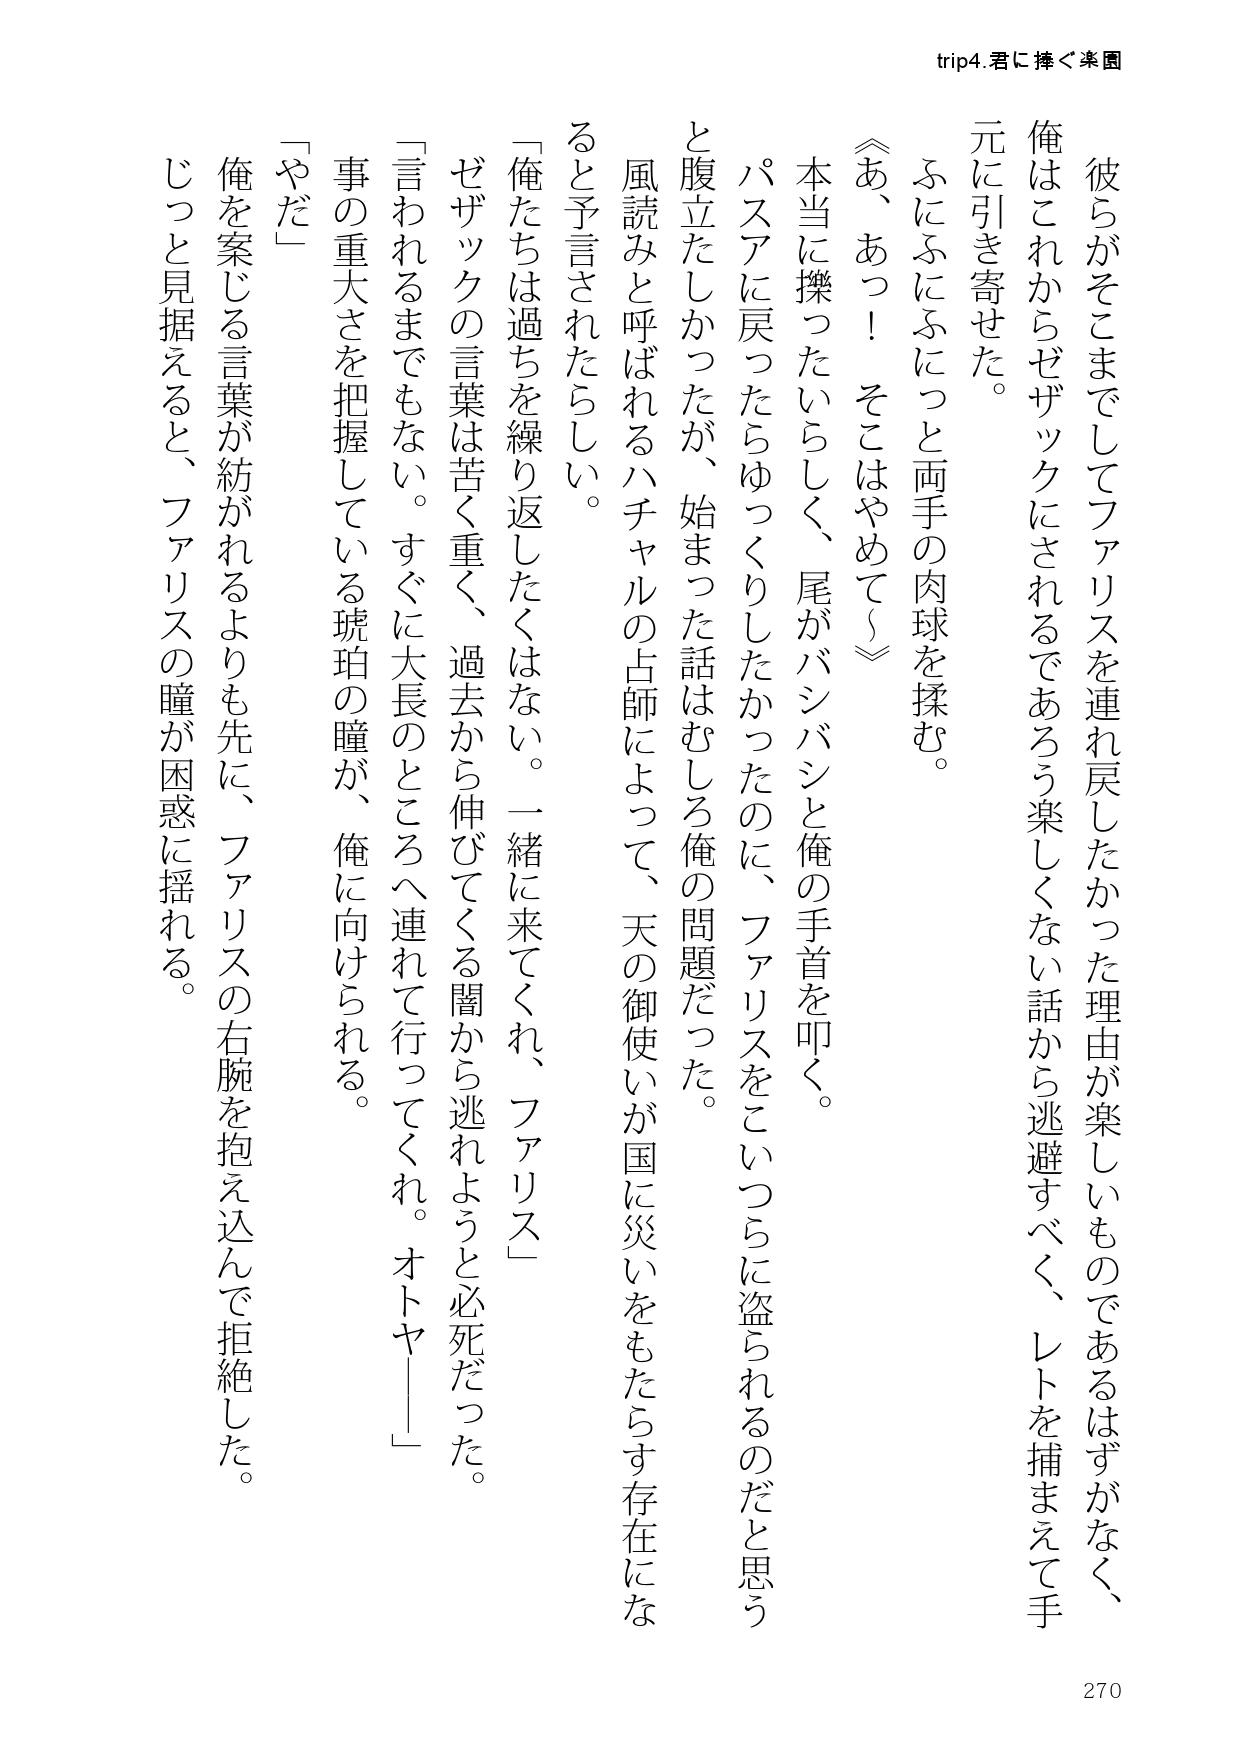 trip4.君に捧ぐ楽園
彼らがそこまでしてファリスを連れ戻したかった理由が楽しいものであるはずがなく、
俺はこれからゼザックにされるであろう楽しくない話から逃避すべく、レトを捕まえて手
元に引き寄せた。
ふにふにふにっと両手の肉球を揉む。
《あ、あっ！　そこはやめて～》
本当に擽ったいらしく、尾がバシバシと俺の手首を叩く。
パスアに戻ったらゆっくりしたかったのに、ファリスをこいつらに盗られるのだと思う
と腹立たしかったが、始まった話はむしろ俺の問題だった。
風読みと呼ばれるハチャルの占師によって、天の御使いが国に災いをもたらす存在にな
ると予言されたらしい。
「俺たちは過ちを繰り返したくはない。一緒に来てくれ、ファリス」
ゼザックの言葉は苦く重く、過去から伸びてくる闇から逃れようと必死だった。
「言われるまでもない。すぐに大長のところへ連れて行ってくれ。オトヤ――」
事の重大さを把握している琥珀の瞳が、俺に向けられる。
「やだ」
俺を案じる言葉が紡がれるよりも先に、ファリスの右腕を抱え込んで拒絶した。
じっと見据えると、ファリスの瞳が困惑に揺れる。
270